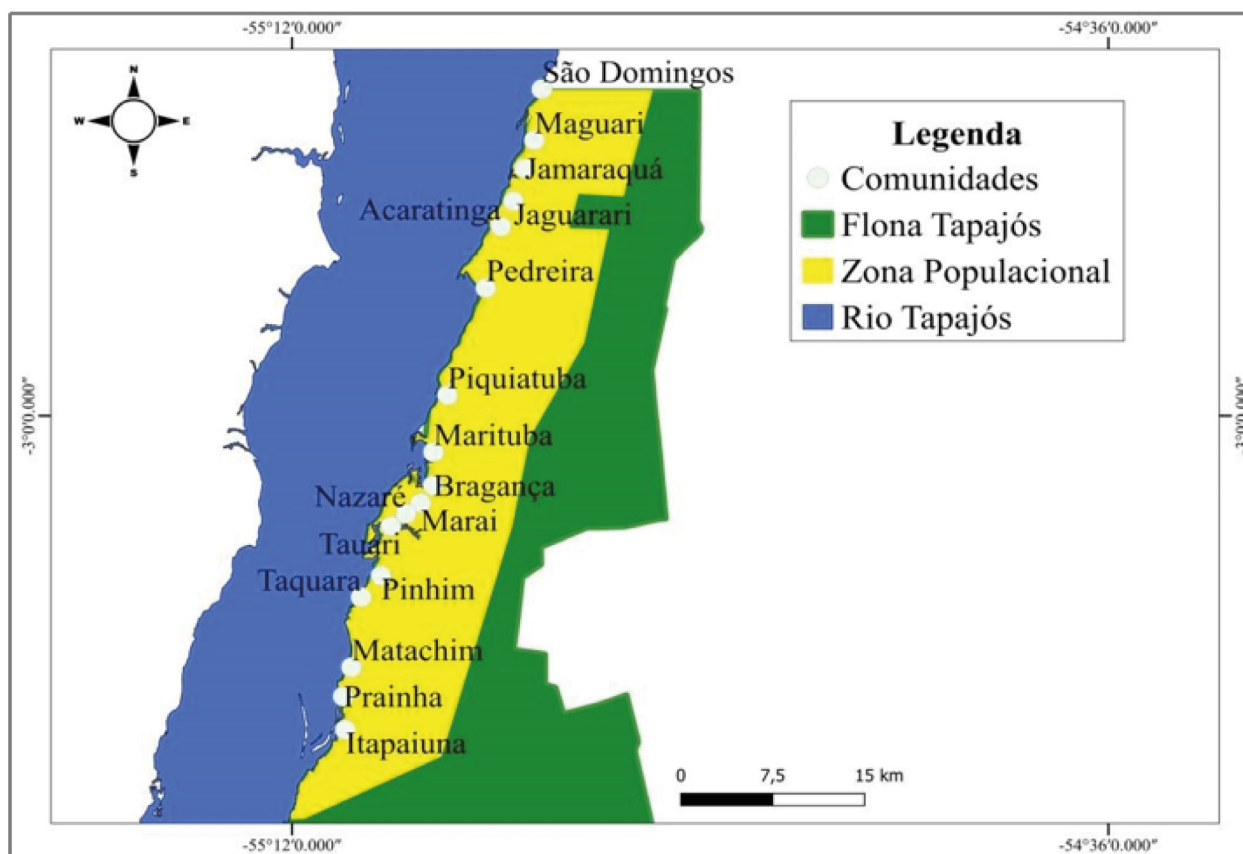 -55°12'0.000"
-54°36'0.000"
N
W
E
S
São Domingos
Maguari
Jamaraquá
Acaratinga
Jaguarari
Pedreira
Piquiatuba
Marituba
Bragança
Nazaré
Marai
Tauari
Taquara
Pinhim
Matachim
Prainha
Itapaiuna
Legenda
Comunidades
Flona Tapajós
Zona Populacional
Rio Tapajós
-3°0'0.000"
-3°0'0.000"
0
7,5
15 km
-55°12'0.000"
-54°36'0.000"